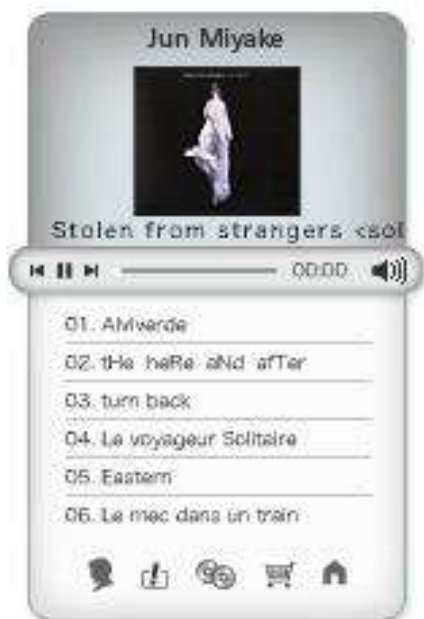 Jun Miyake
Stolen from strangers <sol
00:00
01. Alviverde
02. tHe heRe aNd afTer
03. turn back
04. Le voyageur Solitaire
05. Eastern
06. Le mec dans un train